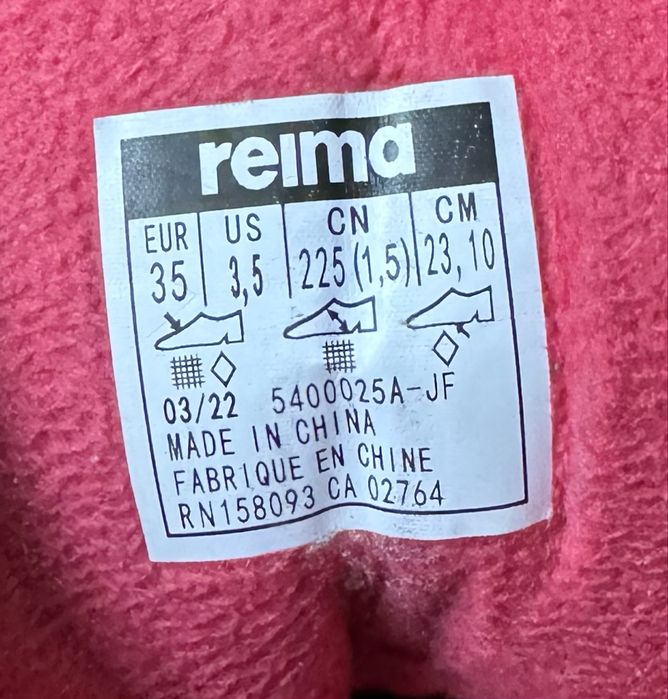 reima
EUR US CN CM
35 3,5 225(1,5) 23,10
03/22 5400025A-JF
MADE IN CHINA
FABRIQUE EN CHINE
RN158093 CA 02764